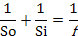 1/So + 1/Si = 1/